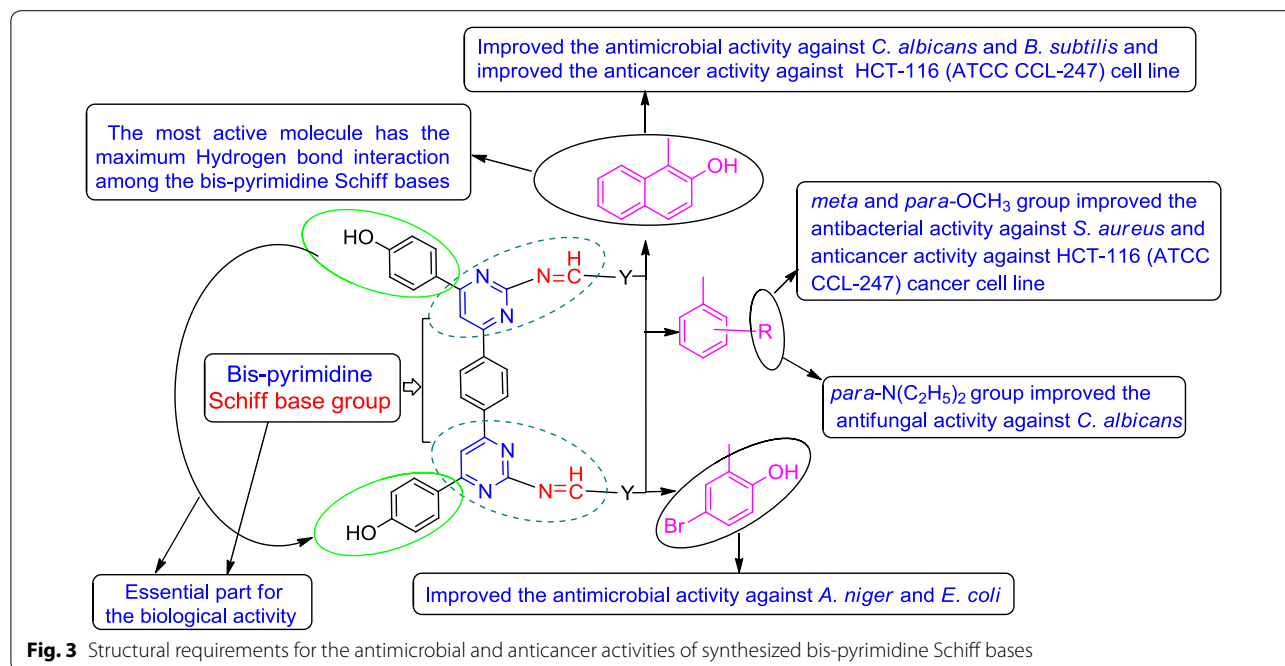 Improved the antimicrobial activity against C. albicans and B. subtilis and
improved the anticancer activity against HCT-116 (ATCC CCL-247) cell line
The most active molecule has the
maximum Hydrogen bond interaction
among the bis-pyrimidine Schiff bases
OH
meta and para-OCH3 group improved the
antibacterial activity against S. aureus and
anticancer activity against HCT-116 (ATCC
CCL-247) cancer cell line
HO
N
N
N=C
H
Y
R
Bis-pyrimidine
Schiff base group
para-N(C2H5)2 group improved the
antifungal activity against C. albicans
N
N
N=C
H
Y
OH
Br
HO
Essential part for
the biological activity
Improved the antimicrobial activity against A. niger and E. coli
Fig. 3 Structural requirements for the antimicrobial and anticancer activities of synthesized bis-pyrimidine Schiff bases